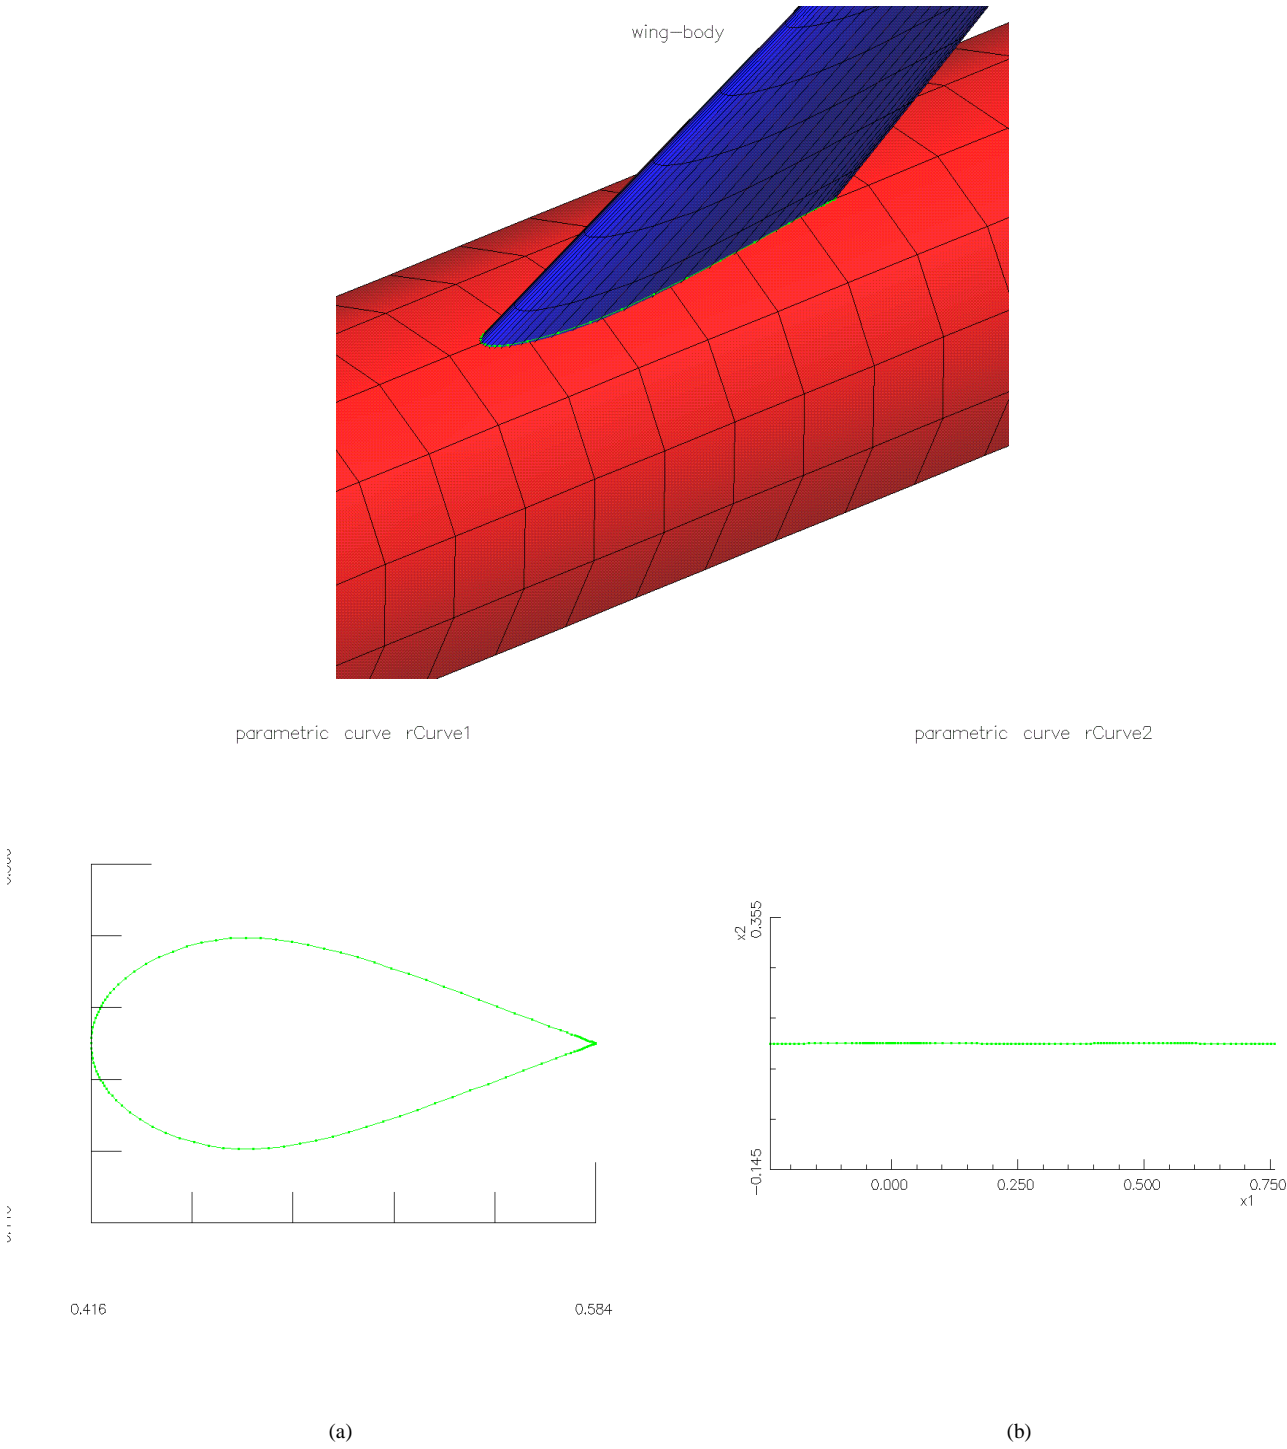 wing-body
parametric curve rCurve1
parametric curve rCurve2
x2
0.355
-0.145
0.000
0.250
0.500
0.750
x1
0.416
0.584
(a)
(b)